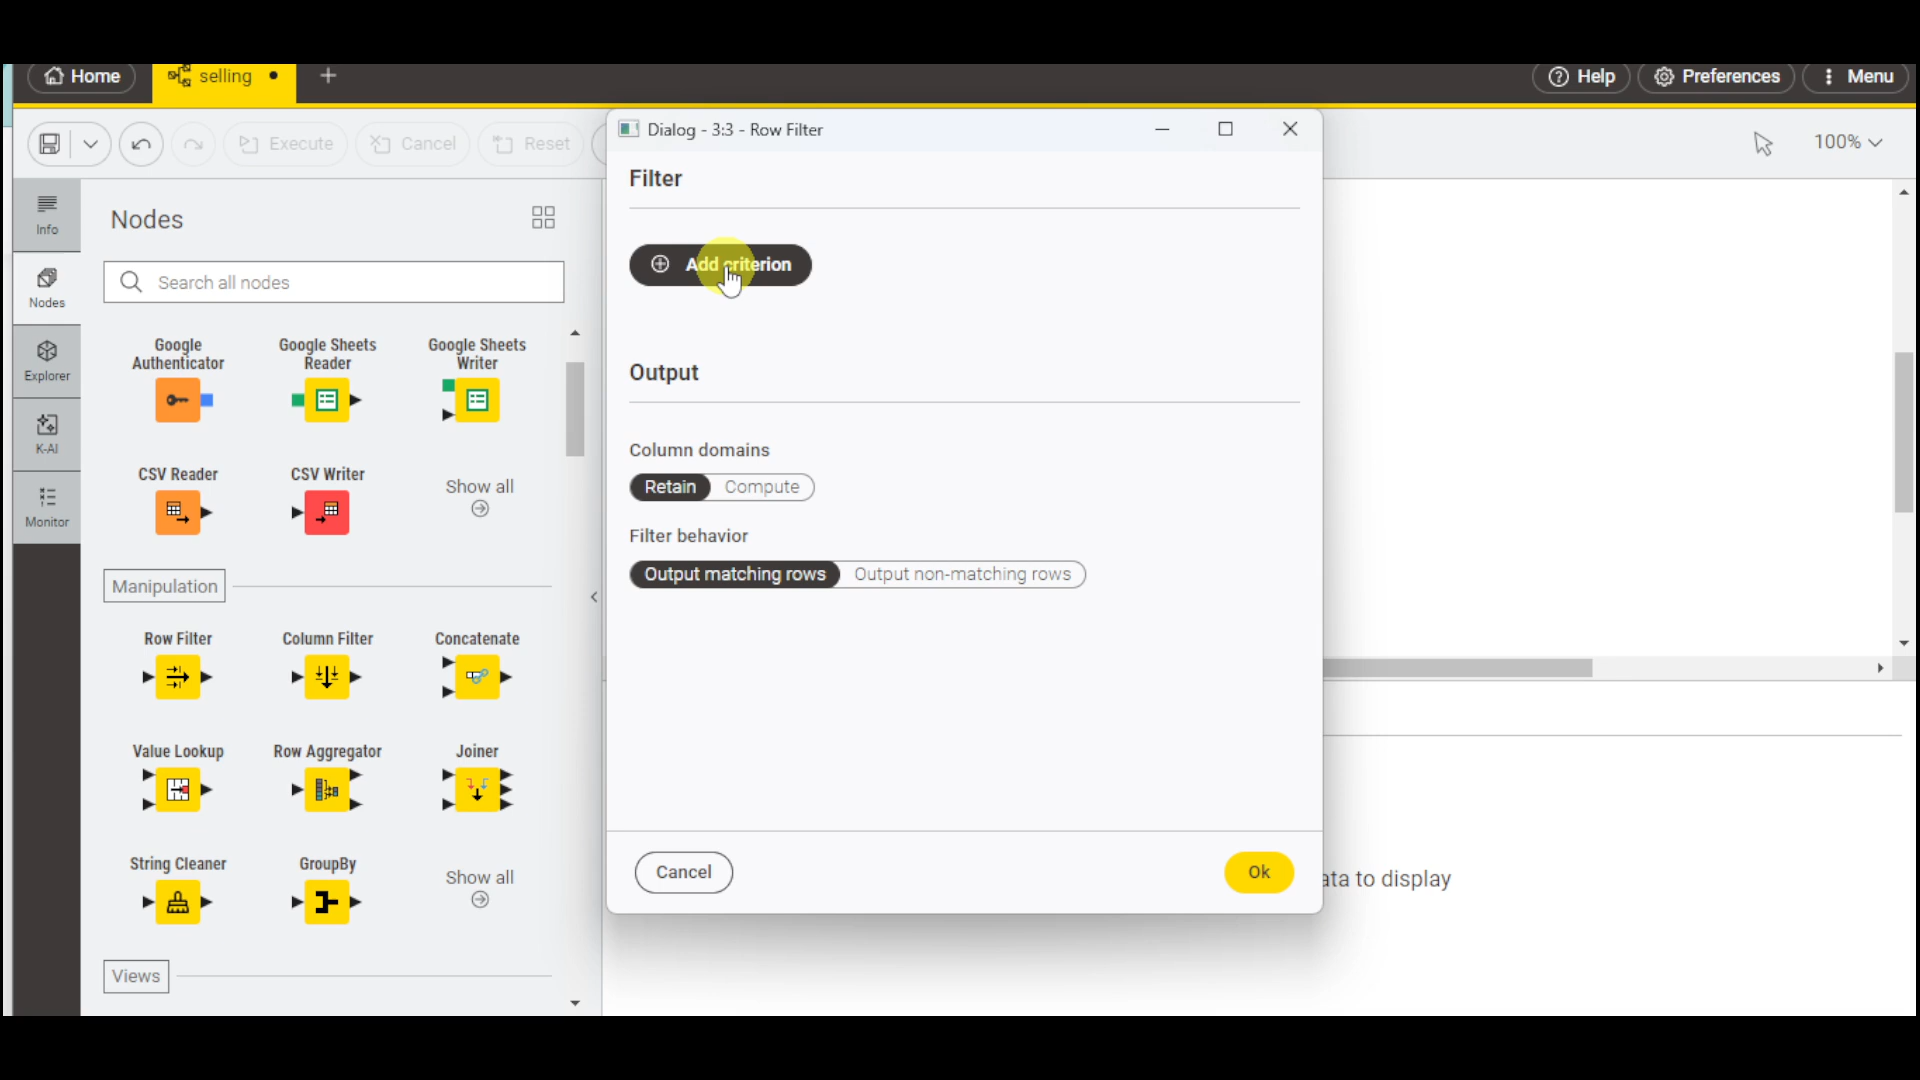 Home
selling
Help
Preferences
Menu
Execute
Cancel
Reset
100%
Info
Nodes
Explorer
K-AI
Monitor
Nodes
Search all nodes
Google Authenticator
Google Sheets Reader
Google Sheets Writer
CSV Reader
CSV Writer
Show all
Manipulation
Row Filter
Column Filter
Concatenate
Value Lookup
Row Aggregator
Joiner
String Cleaner
GroupBy
Show all
Views
Dialog - 3:3 - Row Filter
Filter
Add criterion
Output
Column domains
Retain Compute
Filter behavior
Output matching rows Output non-matching rows
Cancel
Ok
ata to display